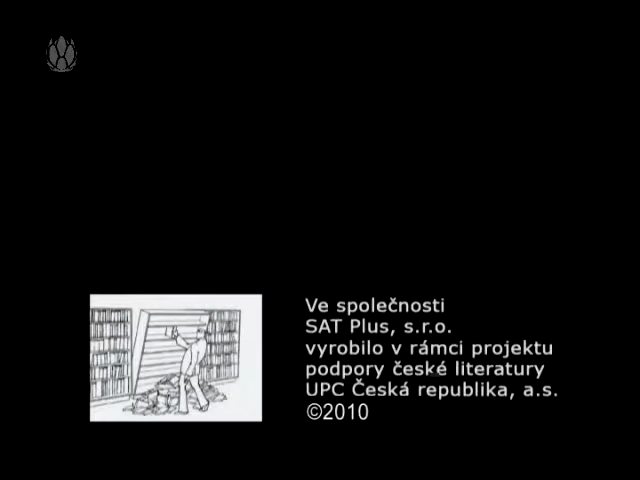 Ve společnosti
SAT Plus, s.r.o.
vyrobilo v rámci projektu
podpory české literatury
UPC Česká republika, a.s.
©2010